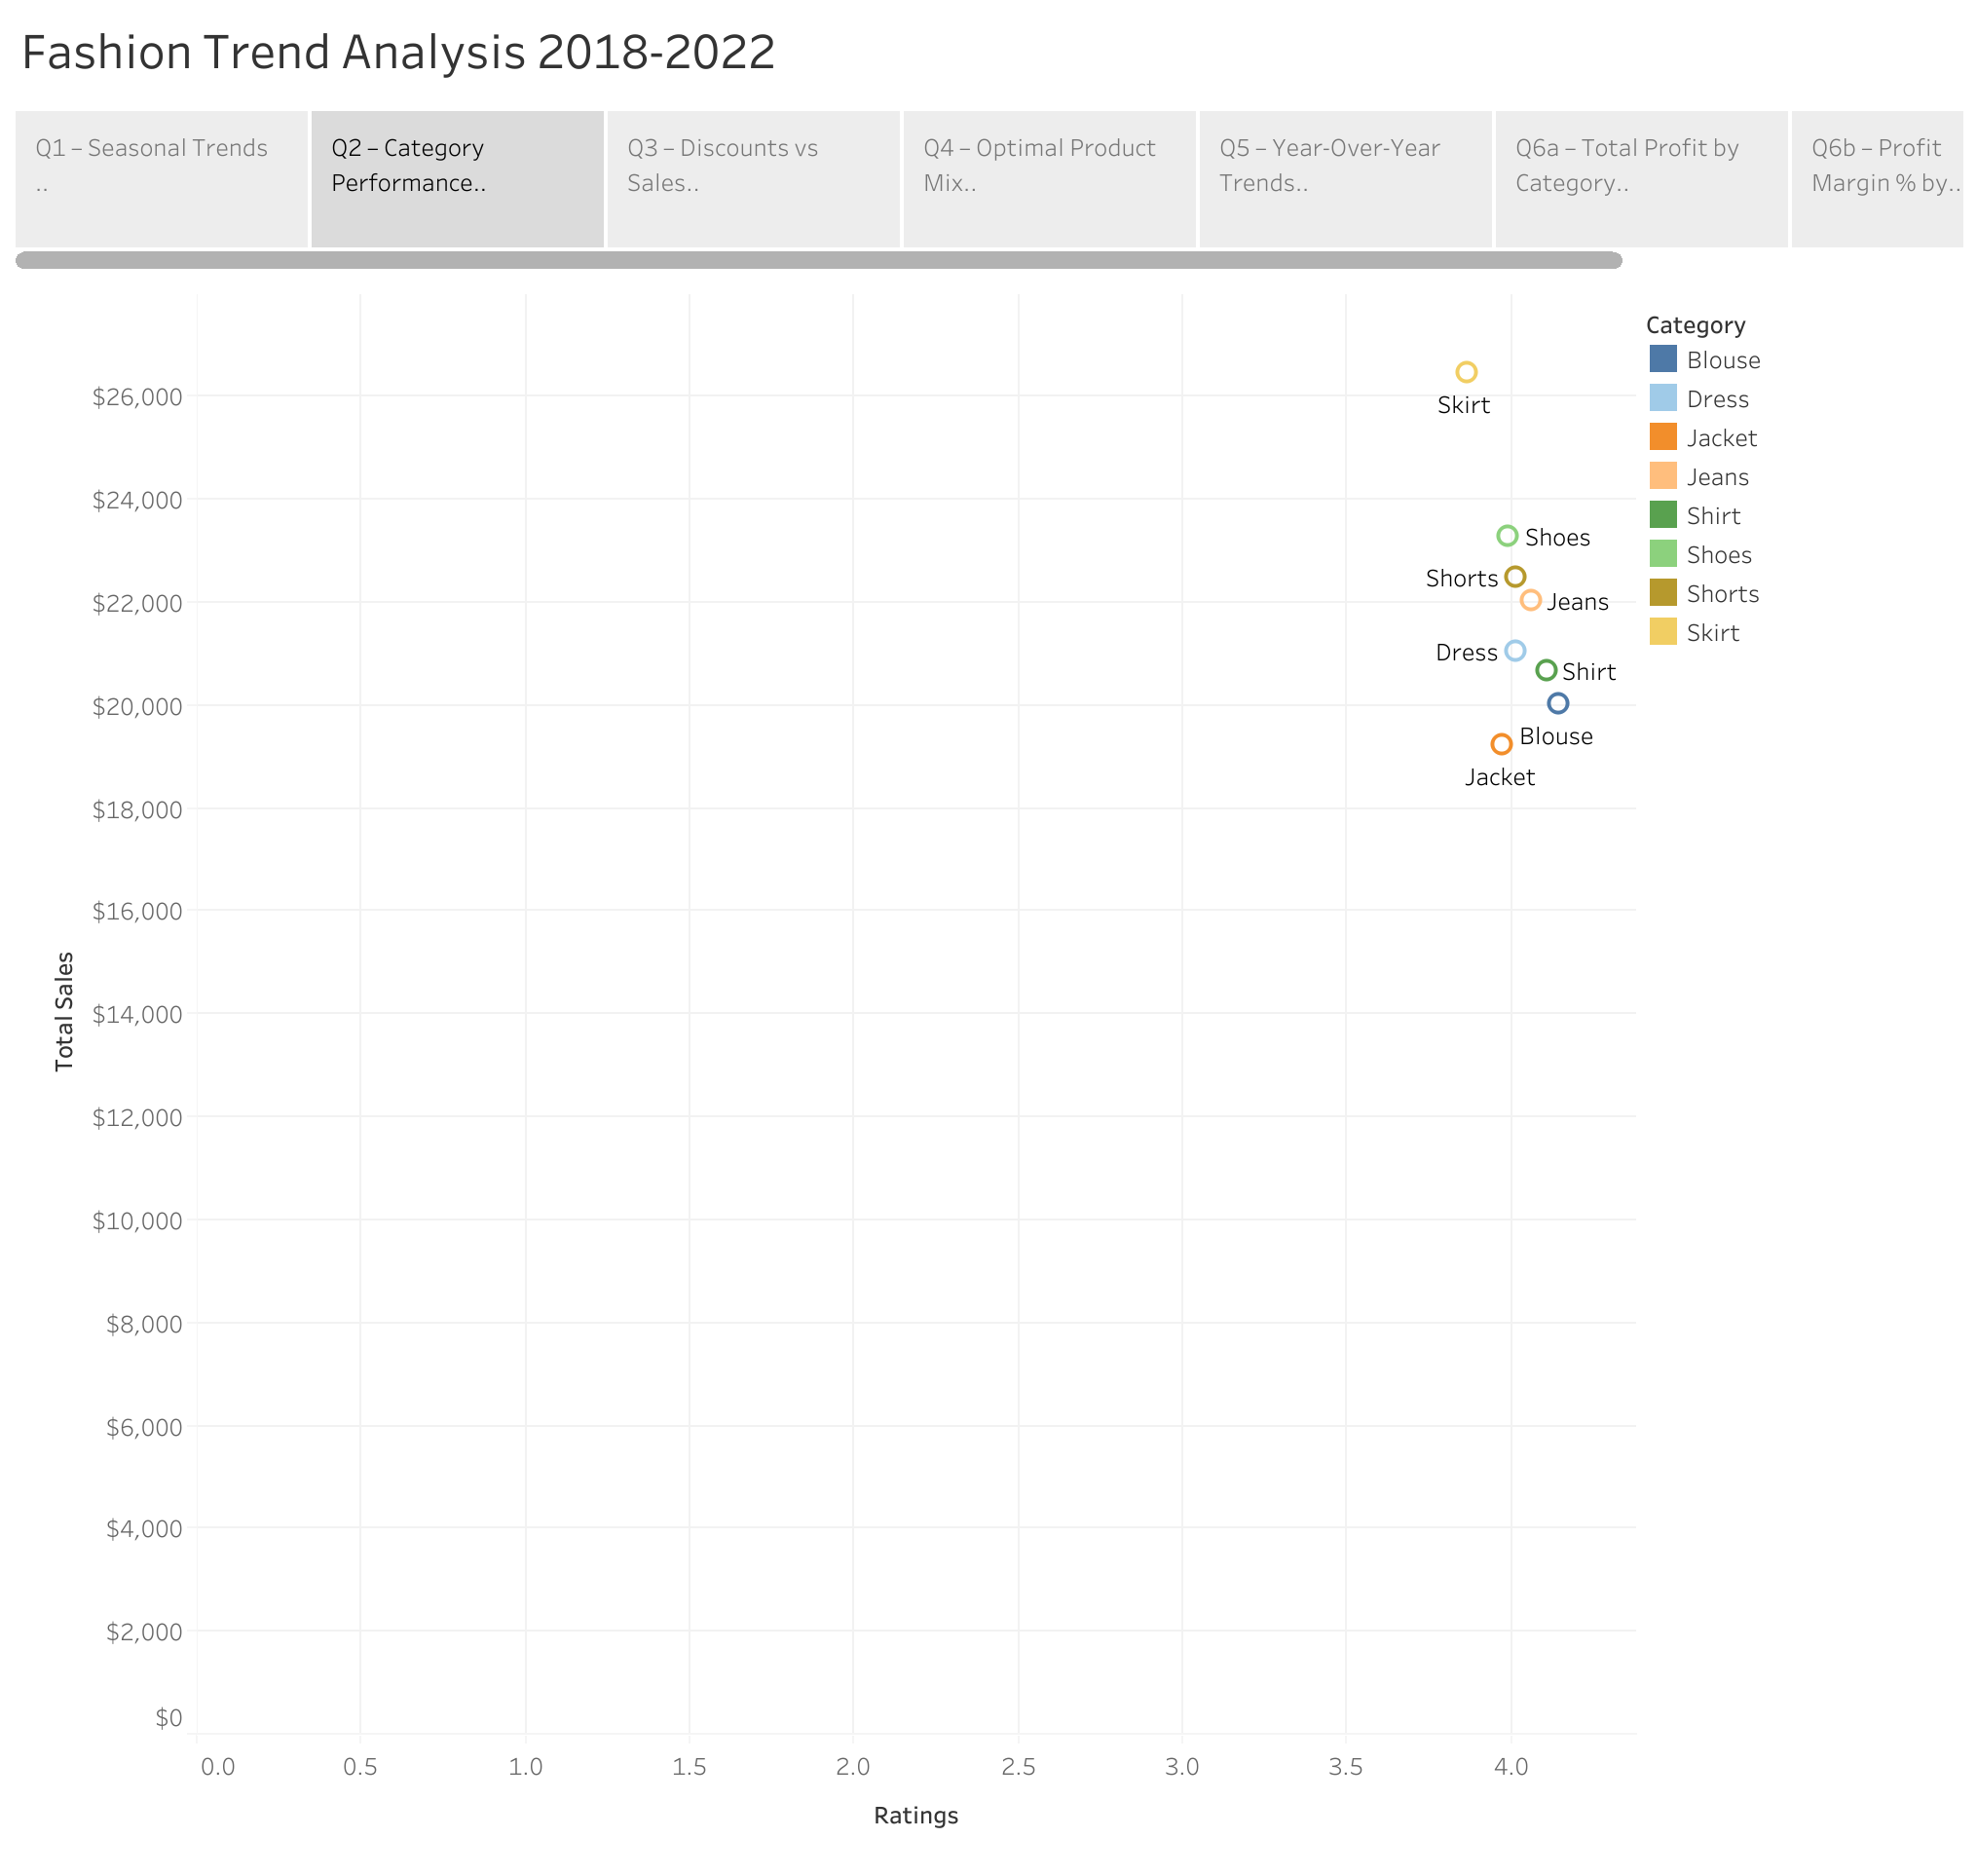 Fashion Trend Analysis 2018-2022
Q1 – Seasonal Trends
..
Q2 – Category
Performance..
Q3 – Discounts vs
Sales..
Q4 – Optimal Product
Mix..
Q5 – Year-Over-Year
Trends..
Q6a – Total Profit by
Category..
Q6b – Profit
Margin % by..
Category
Blouse
Dress
Jacket
Jeans
Shirt
Shoes
Shorts
Skirt
Total Sales
$26,000
$24,000
$22,000
$20,000
$18,000
$16,000
$14,000
$12,000
$10,000
$8,000
$6,000
$4,000
$2,000
$0
Skirt
Shoes
Shorts
Jeans
Dress
Shirt
Blouse
Jacket
0.0 0.5 1.0 1.5 2.0 2.5 3.0 3.5 4.0
Ratings